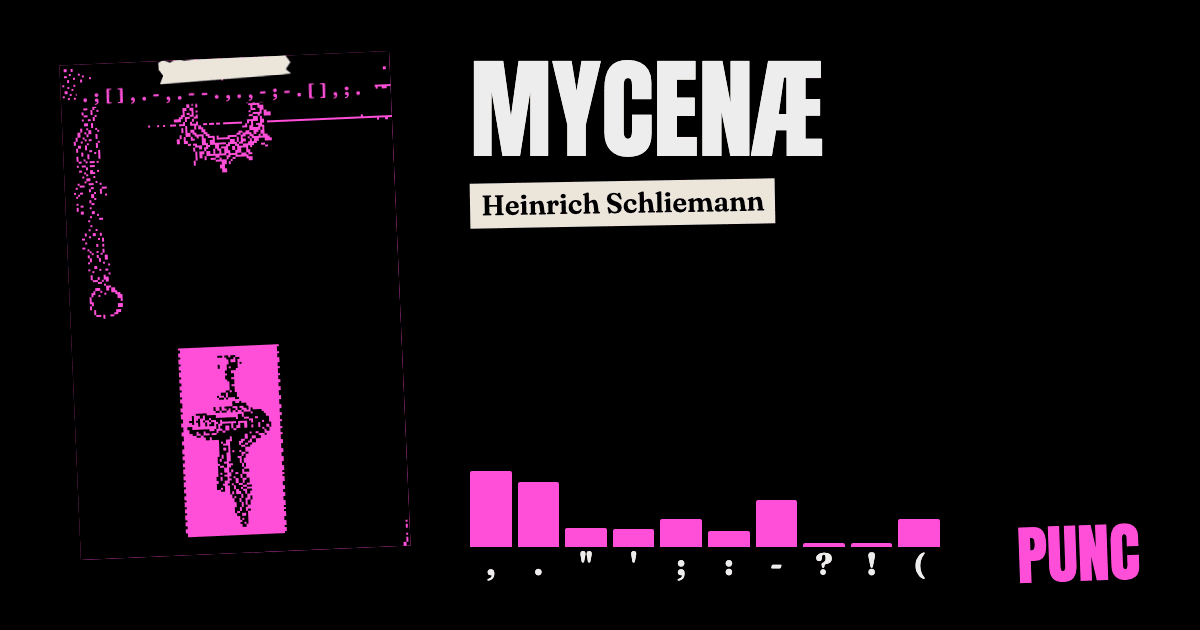 .;[],.-,.--.,.,-;-.[],;.
MYCENÆ
Heinrich Schliemann
, . " ' ; : - ? ! (
PUNC